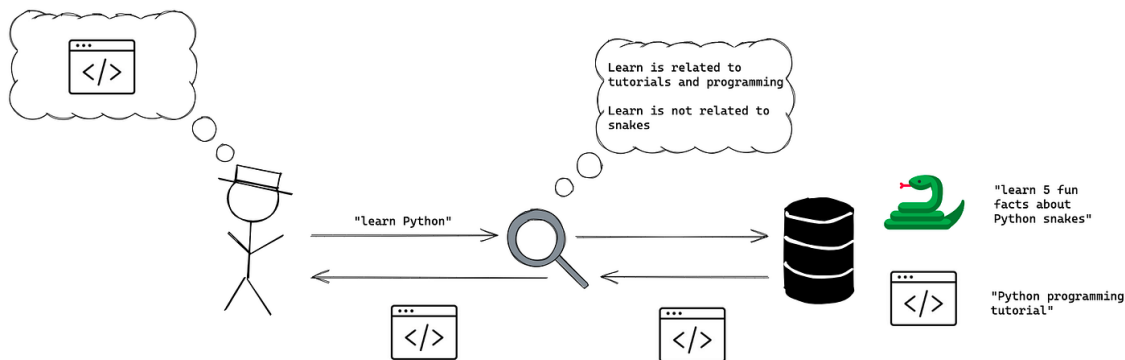 </>
Learn is related to
tutorials and programming
Learn is not related to
snakes
"learn Python"
"learn 5 fun
facts about
Python snakes"
</>
"Python programming
tutorial"
</>
</>